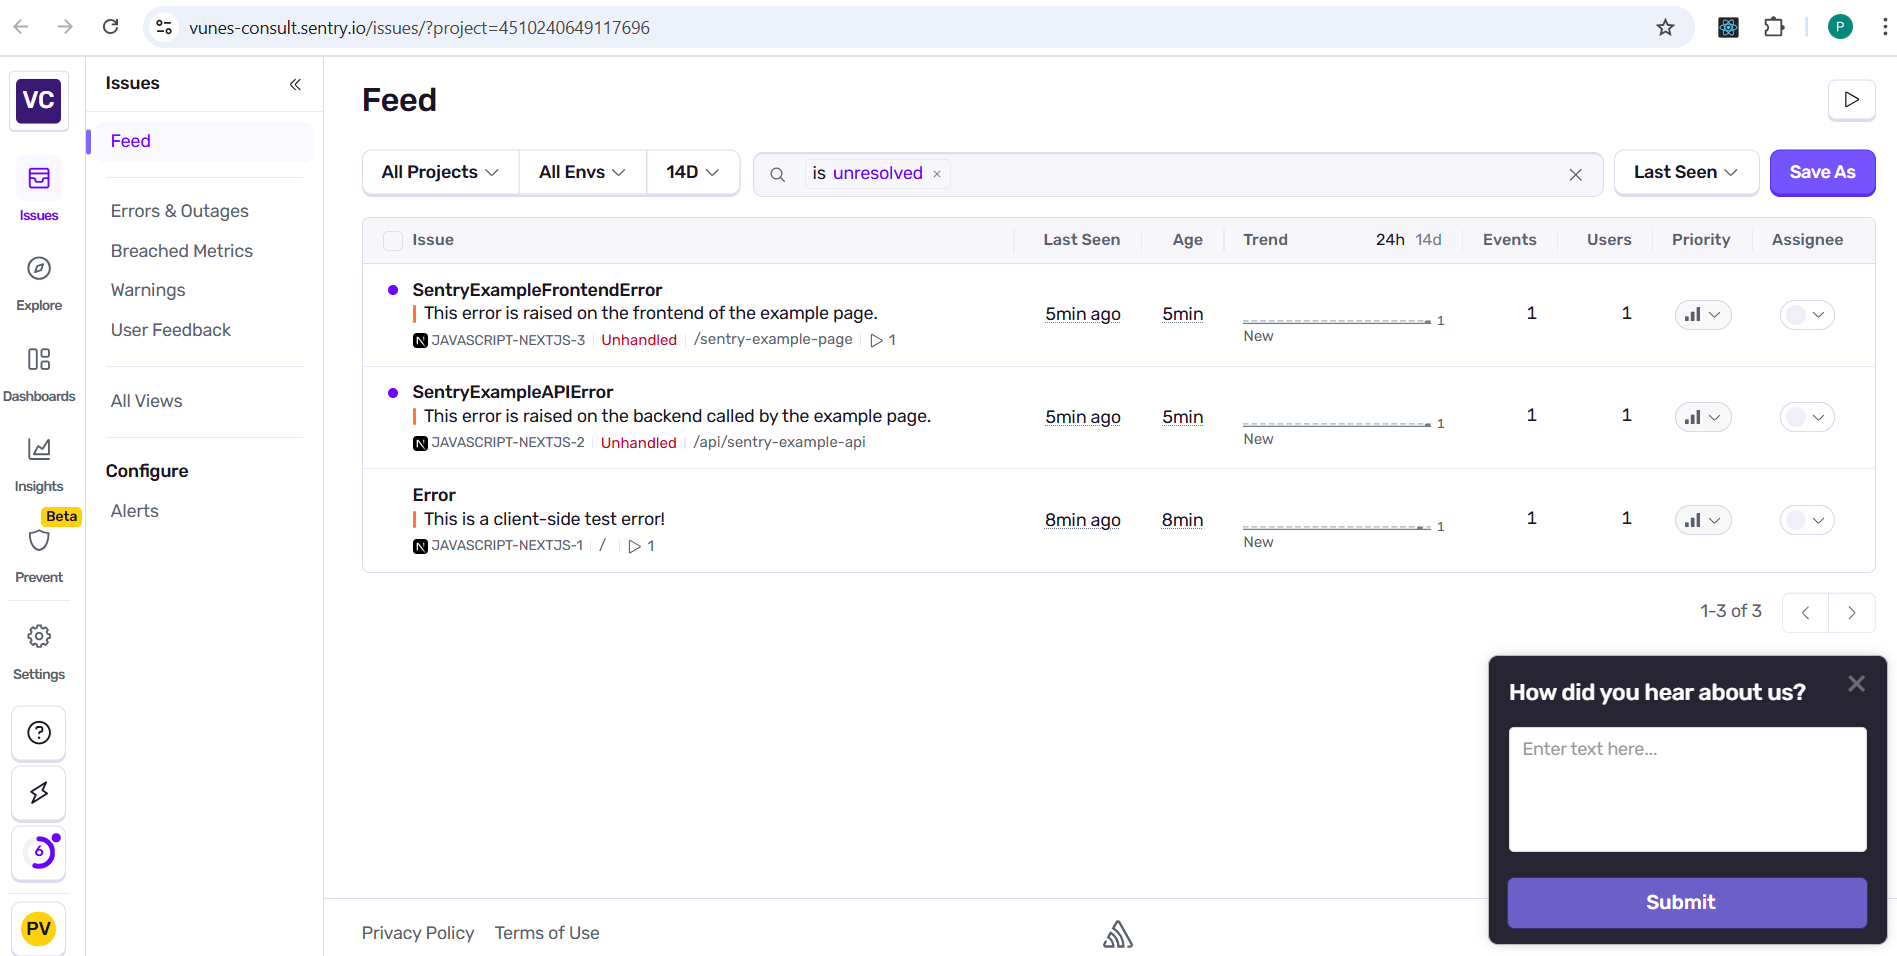 vunes-consult.sentry.io/issues/?project=4510240649117696
P
VC
Issues
Explore
Dashboards
Insights
Beta
Prevent
Settings
6
PV
Issues
Feed
Errors & Outages
Breached Metrics
Warnings
User Feedback
All Views
Configure
Alerts
Feed
All Projects All Envs 14D is unresolved × Last Seen Save As
Issue Last Seen Age Trend 24h 14d Events Users Priority Assignee
SentryExampleFrontendError
This error is raised on the frontend of the example page.
N JAVASCRIPT-NEXTJS-3 Unhandled /sentry-example-page 1
5min ago 5min 1 New 1 1
SentryExampleAPIError
This error is raised on the backend called by the example page.
N JAVASCRIPT-NEXTJS-2 Unhandled /api/sentry-example-api
5min ago 5min 1 New 1 1
Error
This is a client-side test error!
N JAVASCRIPT-NEXTJS-1 / 1
8min ago 8min 1 New 1 1
1-3 of 3
How did you hear about us?
Enter text here...
Submit
Privacy Policy Terms of Use